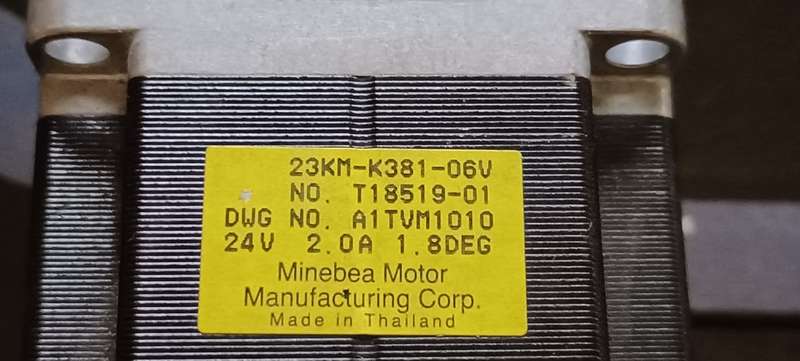 23KM-K381-06V
NO. T18519-01
DWG NO. A1TVM1010
24V 2.0A 1.8DEG
Minebea Motor
Manufacturing Corp.
Made in Thailand